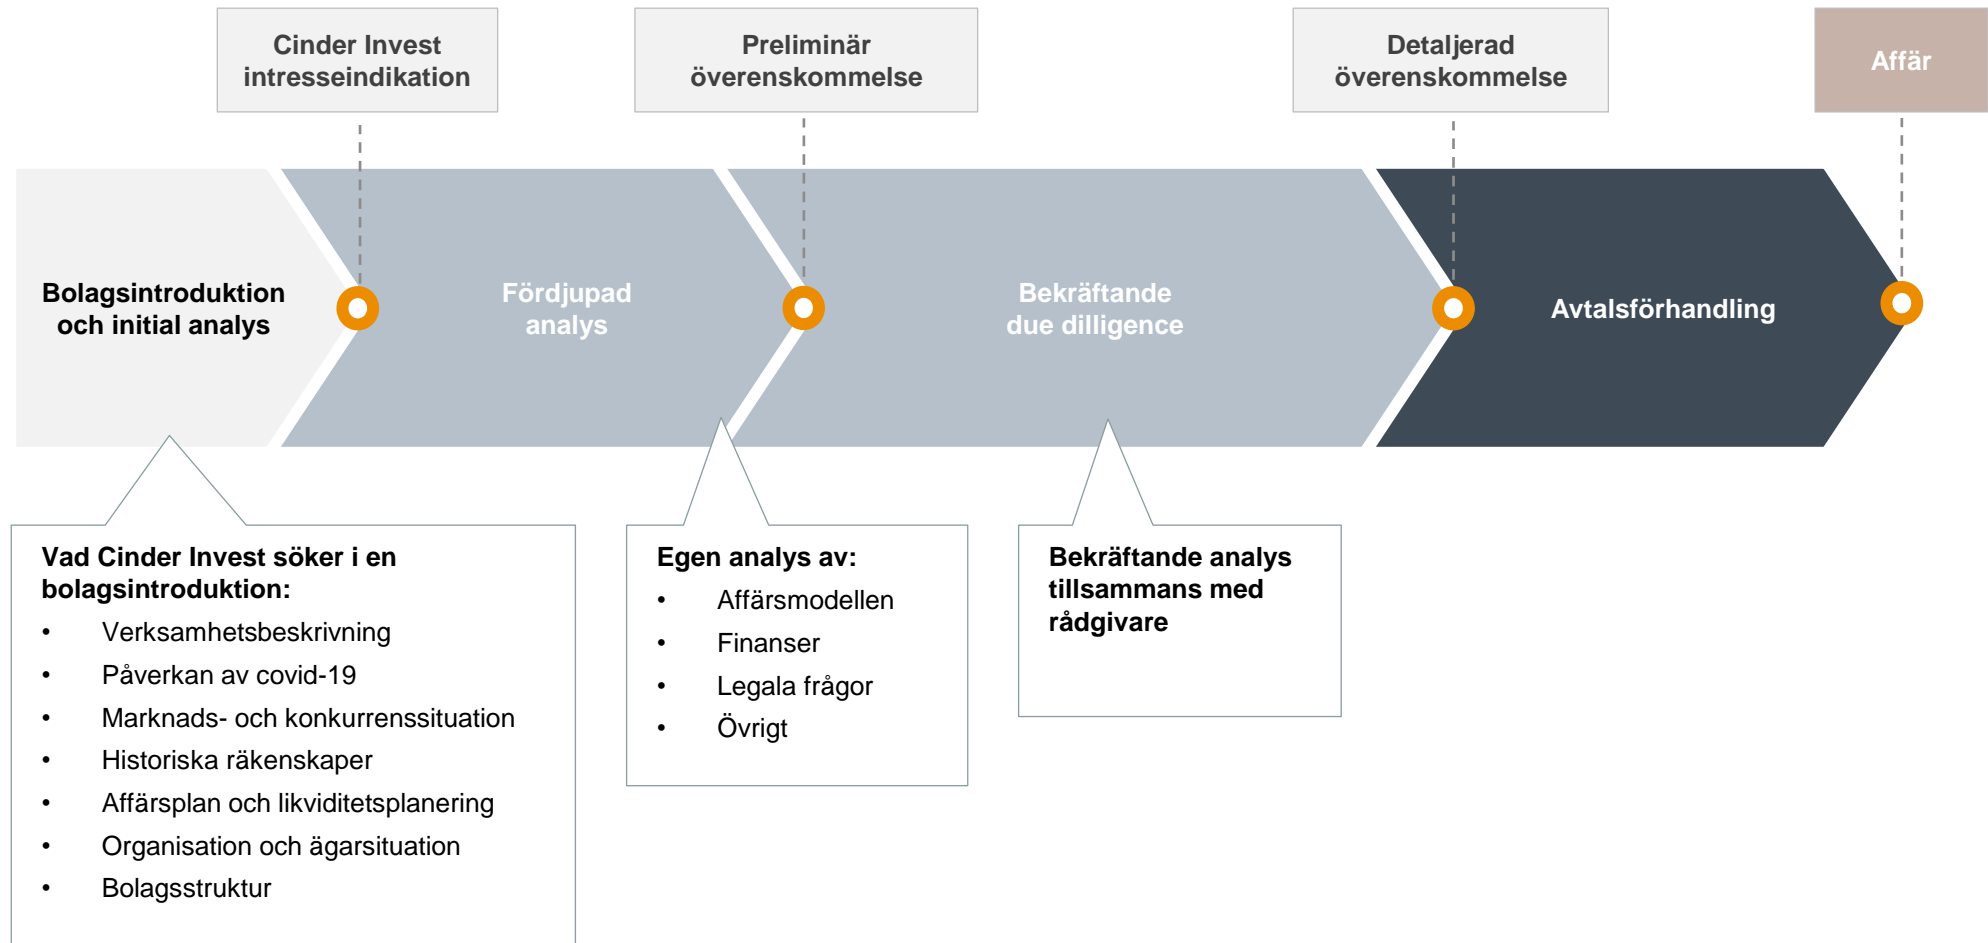 Cinder Invest
intresseindikation
Preliminär
överenskommelse
Detaljerad
överenskommelse
Affär
Bolagsintroduktion
och initial analys
Fördjupad
analys
Bekräftande
due dilligence
Avtalsförhandling
Vad Cinder Invest söker i en
bolagsintroduktion:
• Verksamhetsbeskrivning
• Påverkan av covid-19
• Marknads- och konkurrenssituation
• Historiska räkenskaper
• Affärsplan och likviditetsplanering
• Organisation och ägarsituation
• Bolagsstruktur
Egen analys av:
• Affärsmodellen
• Finanser
• Legala frågor
• Övrigt
Bekräftande analys
tillsammans med
rådgivare